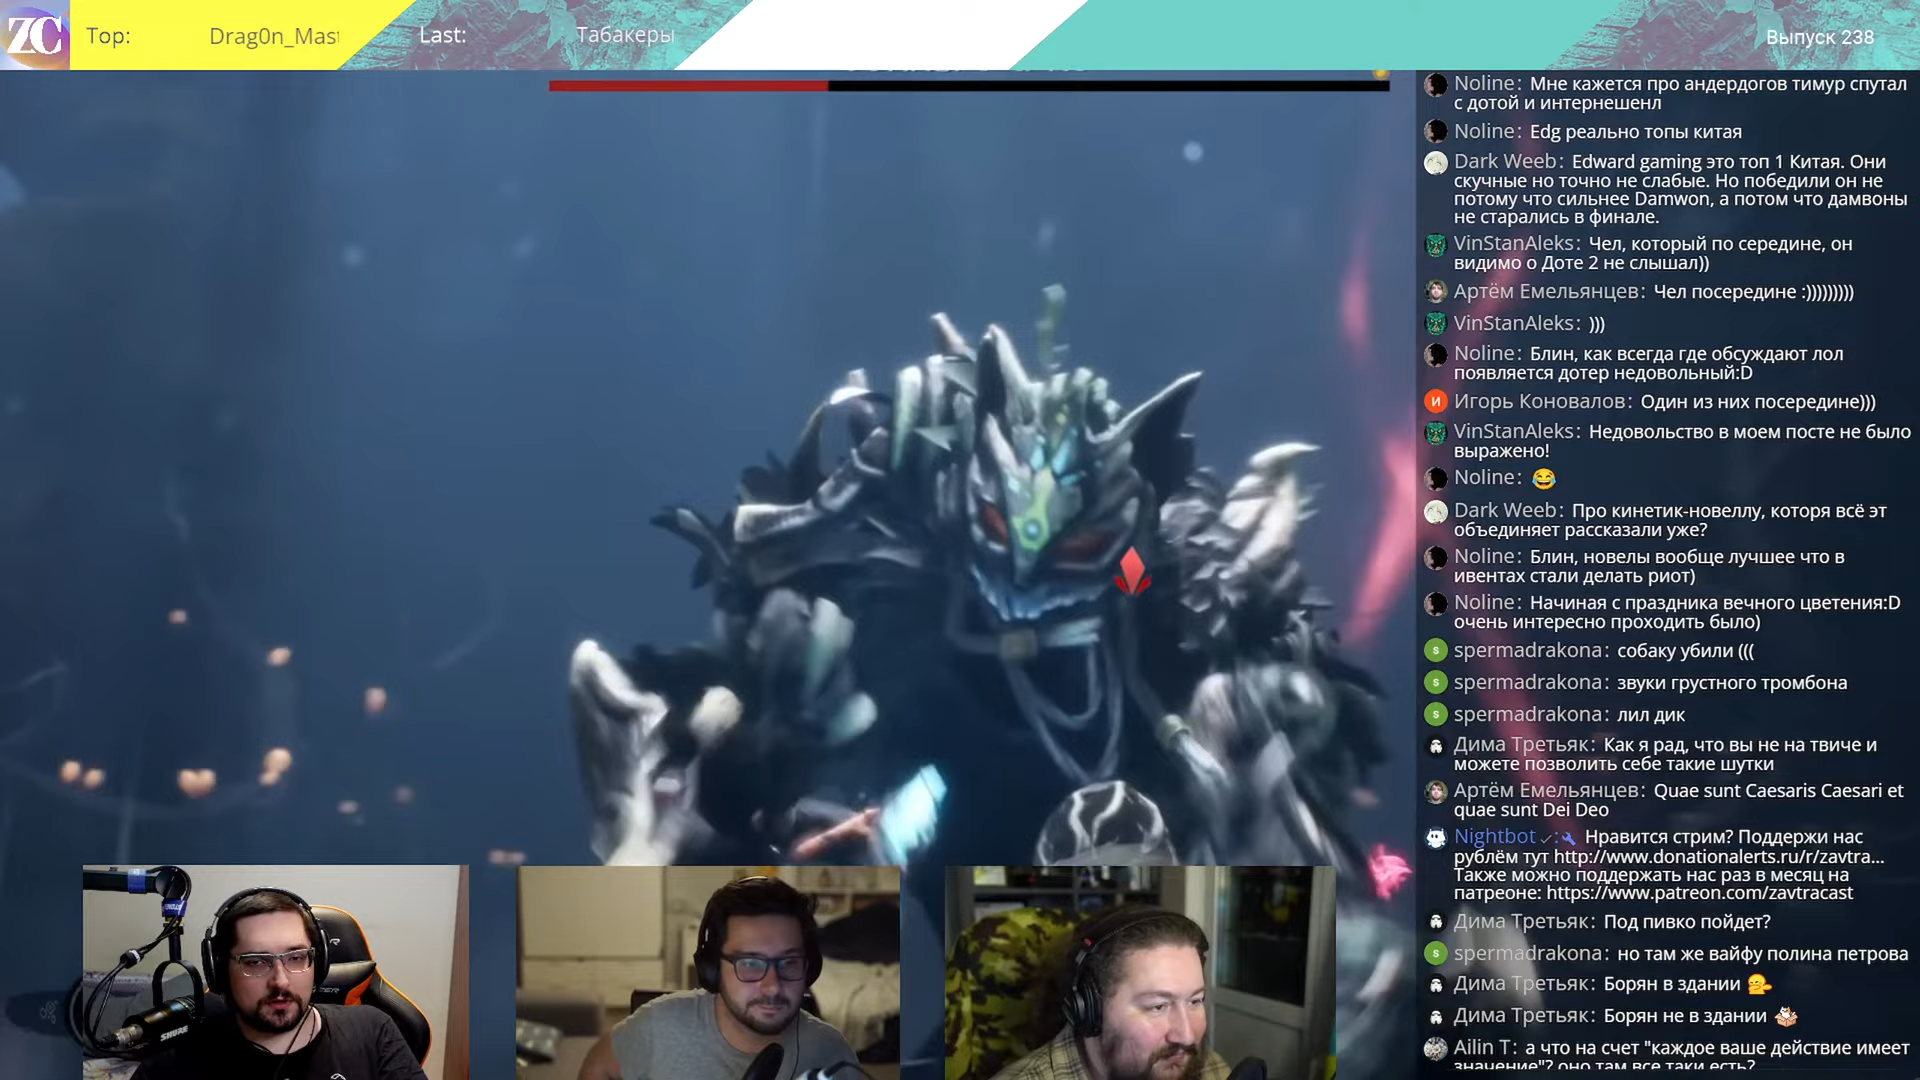 ZC
Top:
Drag0n_Mast
Last:
Табакеры
Выпуск 238
Noline: Мне кажется про андердогов тимур спутал
с дотой и интернешенл
Noline: Edg реально топы китая
Dark Weeb: Edward gaming это топ 1 Китая. Они
скучные но точно не слабые. Но победили он не
потому что сильнее Damwon, а потом что дамвоны
не старались в финале.
VinStanAleks: Чел, который по середине, он
видимо о Доте 2 не слышал))
Артём Емельянцев: Чел посередине :)))))))))
VinStanAleks: )))
Noline: Блин, как всегда где обсуждают лол
появляется дотер недовольный:D
И
Игорь Коновалов: Один из них посередине)))
VinStanAleks: Недовольство в моем посте не было
выражено!
Noline: 😂
Dark Weeb: Про кинетик-новеллу, которя всё эт
объединяет рассказали уже?
Noline: Блин, новелы вообще лучшее что в
ивентах стали делать риот)
Noline: Начиная с праздника вечного цветения:D
очень интересно проходить было)
s
spermadrakona: собаку убили (((
s
spermadrakona: звуки грустного тромбона
s
spermadrakona: лил дик
Дима Третьяк: Как я рад, что вы не на твиче и
можете позволить себе такие шутки
Артём Емельянцев: Quae sunt Caesaris Caesari et
quae sunt Dei Deo
Nightbot ✓ : Нравится стрим? Поддержи нас
рублём тут http://www.donationalerts.ru/r/zavtra...
Также можно поддержать нас раз в месяц на
патреоне: https://www.patreon.com/zavtracast
Дима Третьяк: Под пивко пойдет?
s
spermadrakona: но там же вайфу полина петрова
Дима Третьяк: Борян в здании
Дима Третьяк: Борян не в здании
Ailin T: а что на счет "каждое ваше действие имеет
значение"? оно там все таки есть?
SHURE